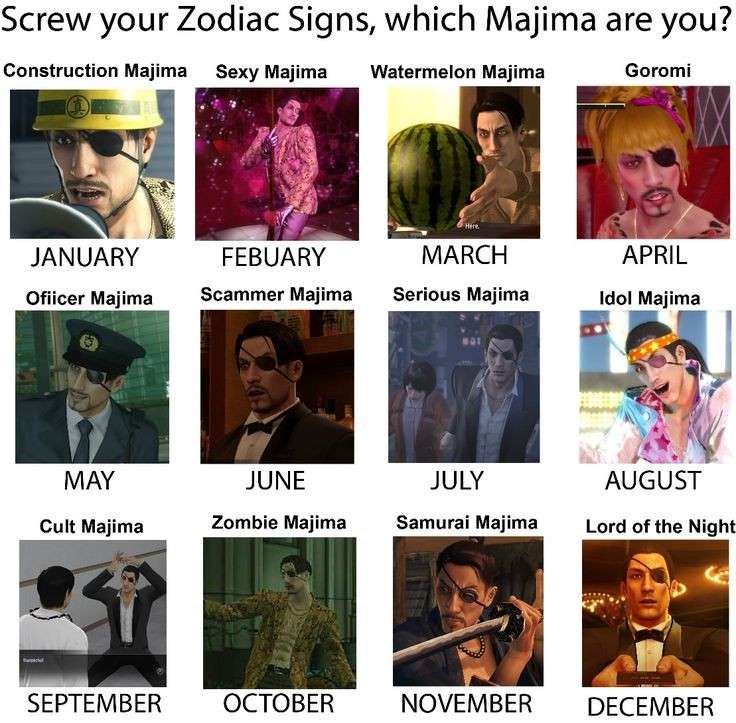 Screw your Zodiac Signs, which Majima are you?
Construction Majima
Sexy Majima
Watermelon Majima
Goromi
Here.
JANUARY
FEBUARY
MARCH
APRIL
Ofiicer Majima
Scammer Majima
Serious Majima
Idol Majima
MAY
JUNE
JULY
AUGUST
Cult Majima
Zombie Majima
Samurai Majima
Lord of the Night
SEPTEMBER
OCTOBER
NOVEMBER
DECEMBER